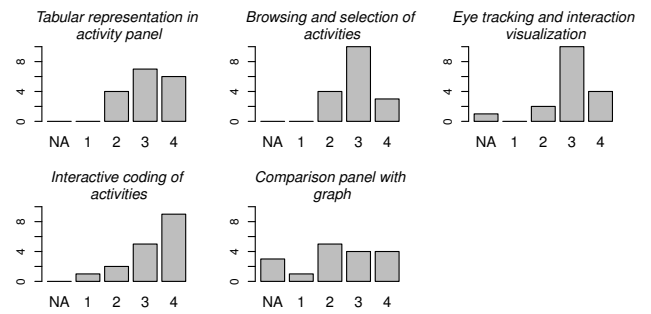 Tabular representation in
activity panel
8
4
0
NA 1 2 3 4
Browsing and selection of
activities
8
4
0
NA 1 2 3 4
Eye tracking and interaction
visualization
8
4
0
NA 1 2 3 4
Interactive coding of
activities
8
4
0
NA 1 2 3 4
Comparison panel with
graph
8
4
0
NA 1 2 3 4